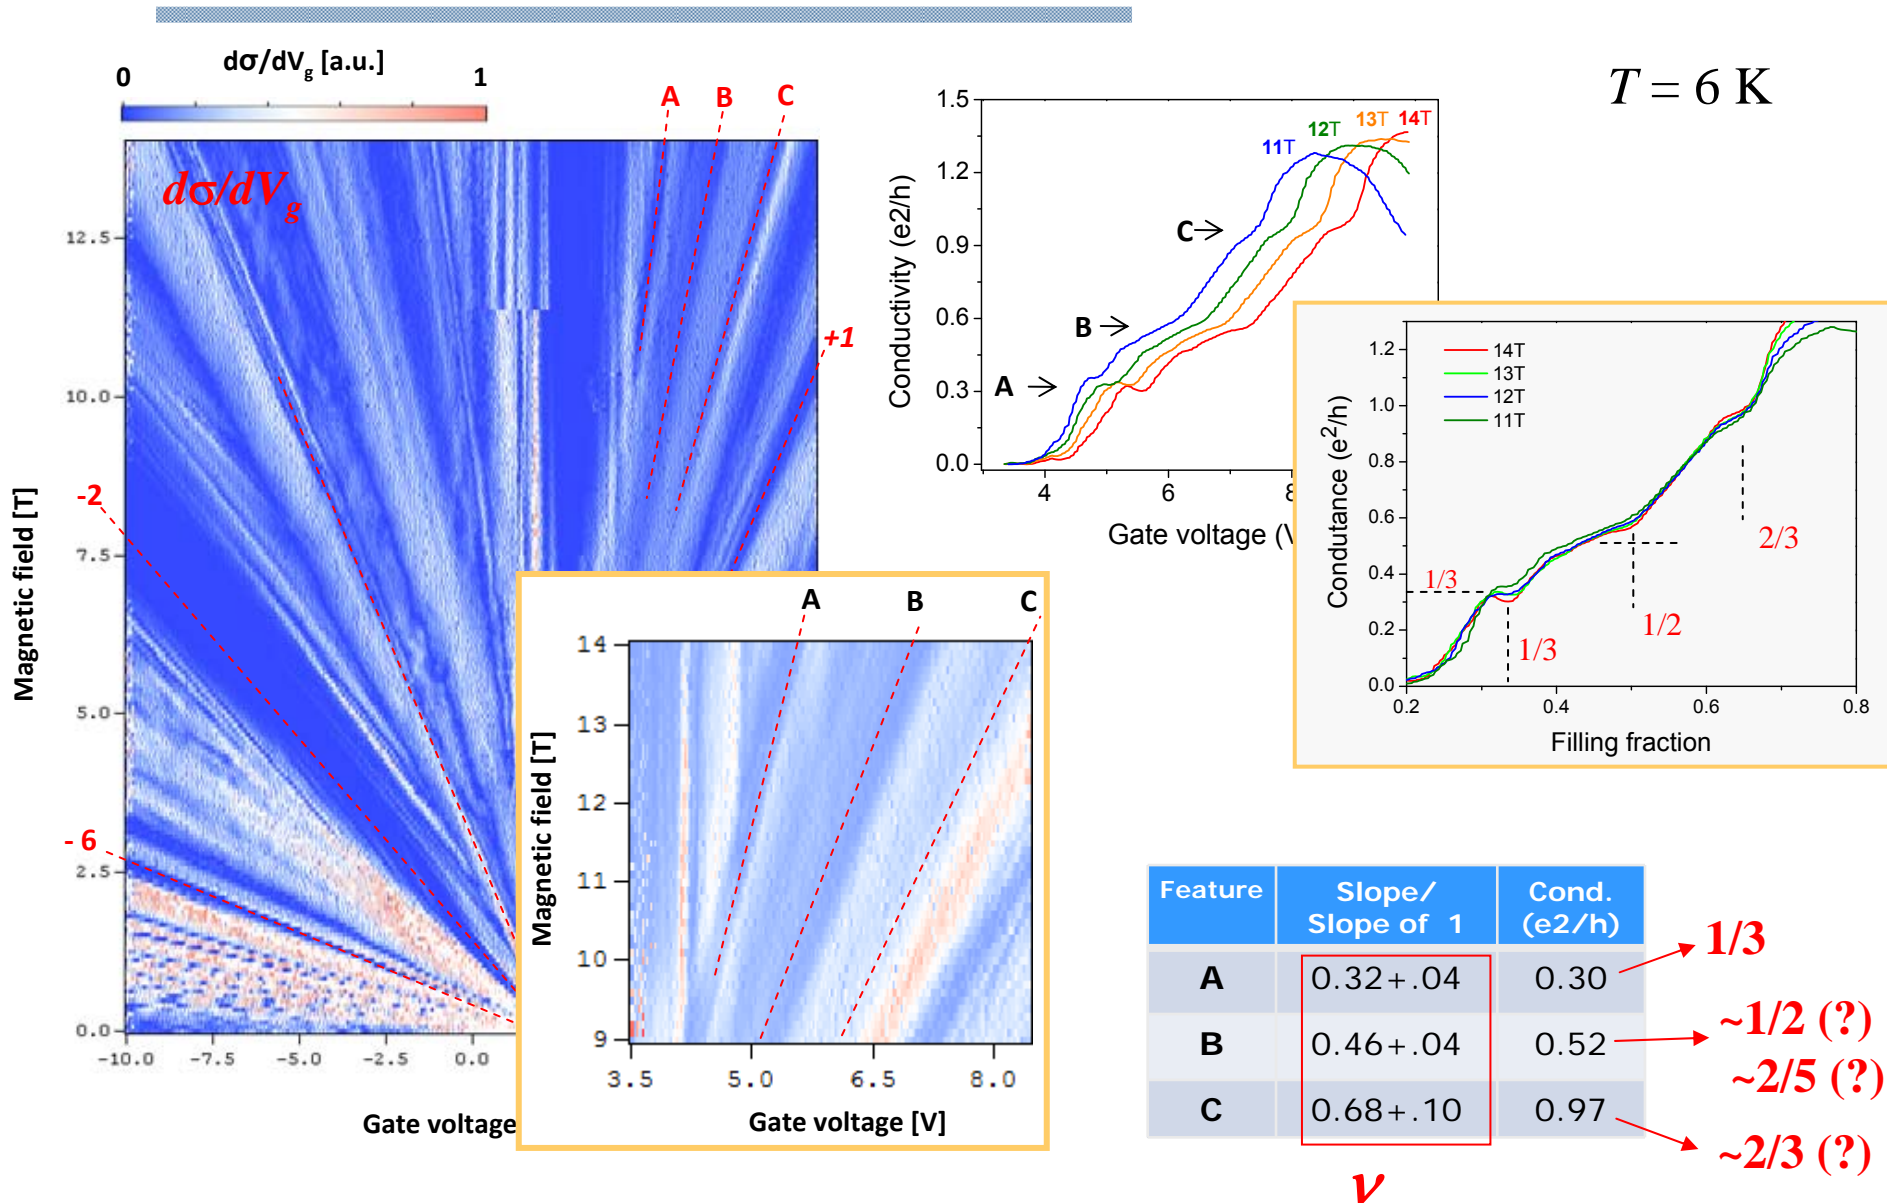 dσ/dVg [a.u.]
0
1
T = 6 K
A
B
C
dσ/dVg
+1
-2
- 6
Magnetic field [T]
12.5
10.0
7.5
5.0
2.5
0.0
-10.0
-7.5
-5.0
-2.5
0.0
Gate voltage
A
B
C
Magnetic field [T]
14
13
12
11
10
9
3.5
5.0
6.5
8.0
Gate voltage [V]
Conductivity (e2/h)
1.5
1.2
0.9
0.6
0.3
0.0
11T
12T
13T
14T
C
B
A
4
6
8
Gate voltage (V
Condutance (e2/h)
1.2
1.0
0.8
0.6
0.4
0.2
0.0
14T
13T
12T
11T
1/3
1/3
1/2
2/3
0.2
0.4
0.6
0.8
Filling fraction
Feature
Slope/
Slope of 1
Cond.
(e2/h)
A
0.32+.04
0.30
1/3
B
0.46+.04
0.52
~1/2 (?)
~2/5 (?)
C
0.68+.10
0.97
~2/3 (?)
ν